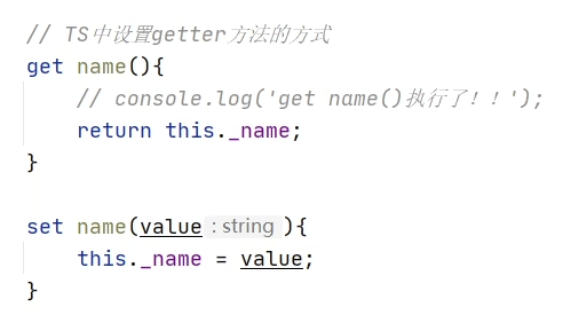 // TS中设置getter方法的方式
get name(){
// console.log('get name()执行了！！');
return this._name;
}
set name(value : string){
this._name = value;
}